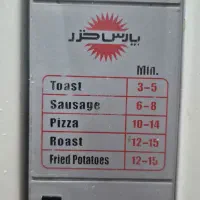 پارس خزر
Min.
Toast 3-5
Sausage 6-8
Pizza 10-14
Roast 12-15
Fried Potatoes 12-15